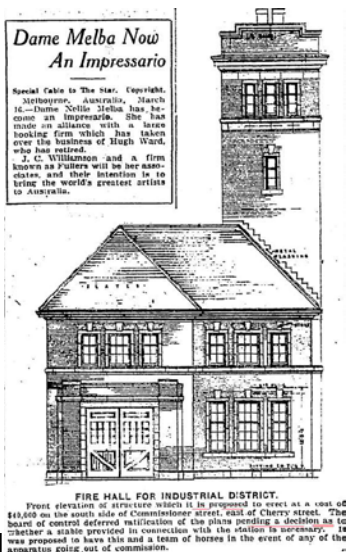 Dame Melba Now
An Impressario
Special Cable to The Star. Copyright.
Melbourne, Australia, March
16.—Dame Nellie Melba has be-
come an impresario. She has
made an alliance with a large
booking firm which has taken
over the business of Hugh Ward,
who has retired.
J. C. Williamson and a firm
known as Fullers will be her asso-
ciates, and their intention is to
bring the world's greatest artists
to Australia.
METAL
FLASHING
SLATES
FIRE HALL FOR INDUSTRIAL DISTRICT.
Front elevation of structure which it is proposed to erect at a cost of
$40,000 on the south side of Commissioner street, east of Cherry street. The
board of control deferred ratification of the plans pending a decision as to
whether a stable provided in connection with the station is necessary. It
was proposed to have this and a team of horses in the event of any of the
apparatus going out of commission.